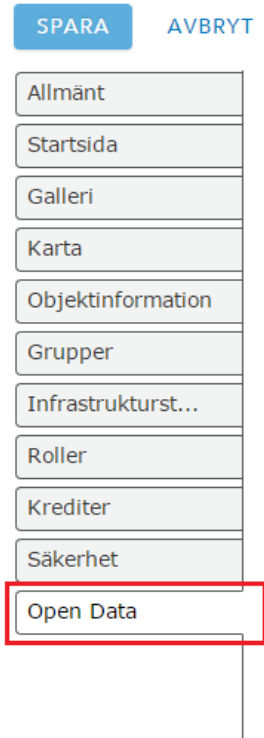 SPARA AVBRYT
Allmänt
Startsida
Galleri
Karta
Objektinformation
Grupper
Infrastrukturst...
Roller
Krediter
Säkerhet
Open Data